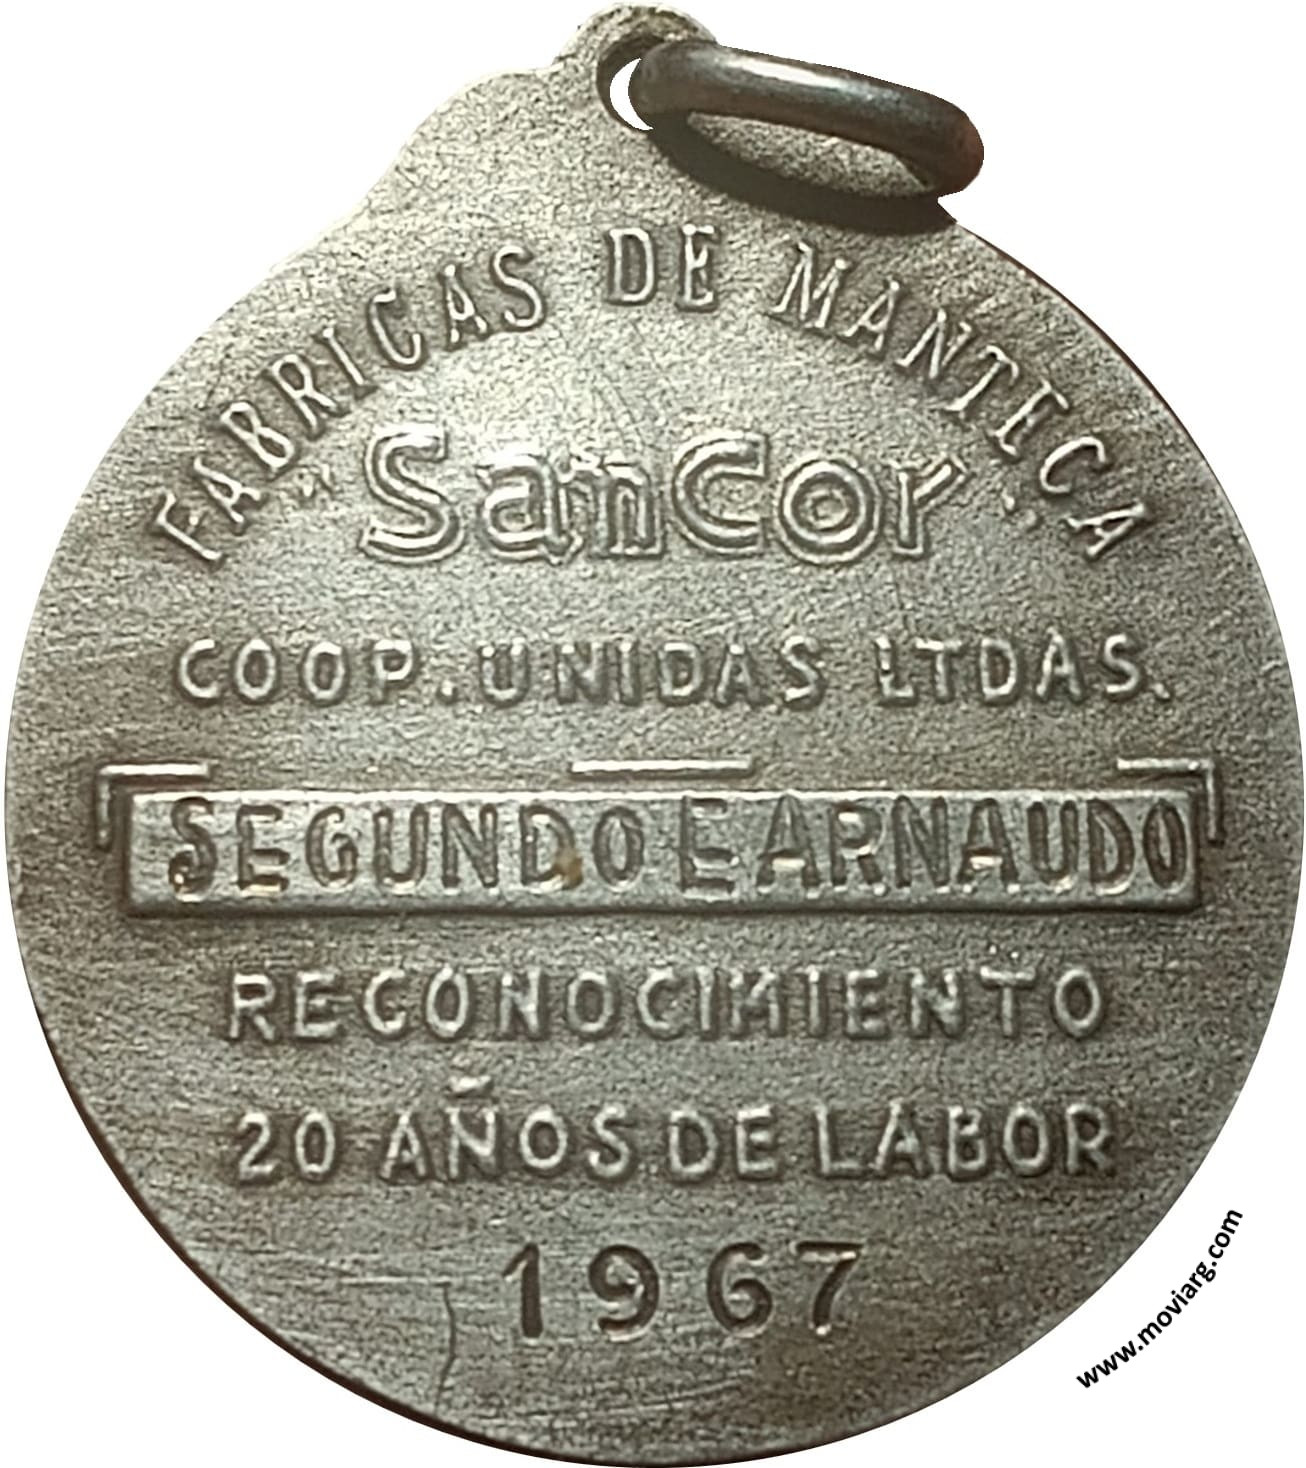 FABRICAS DE MANTECA
SanCor
COOP. UNIDAS LTDAS.
SEGUNDO E ARNAUDO
RECONOCIMIENTO
20 AÑOS DE LABOR
1967
www.moviarg.com